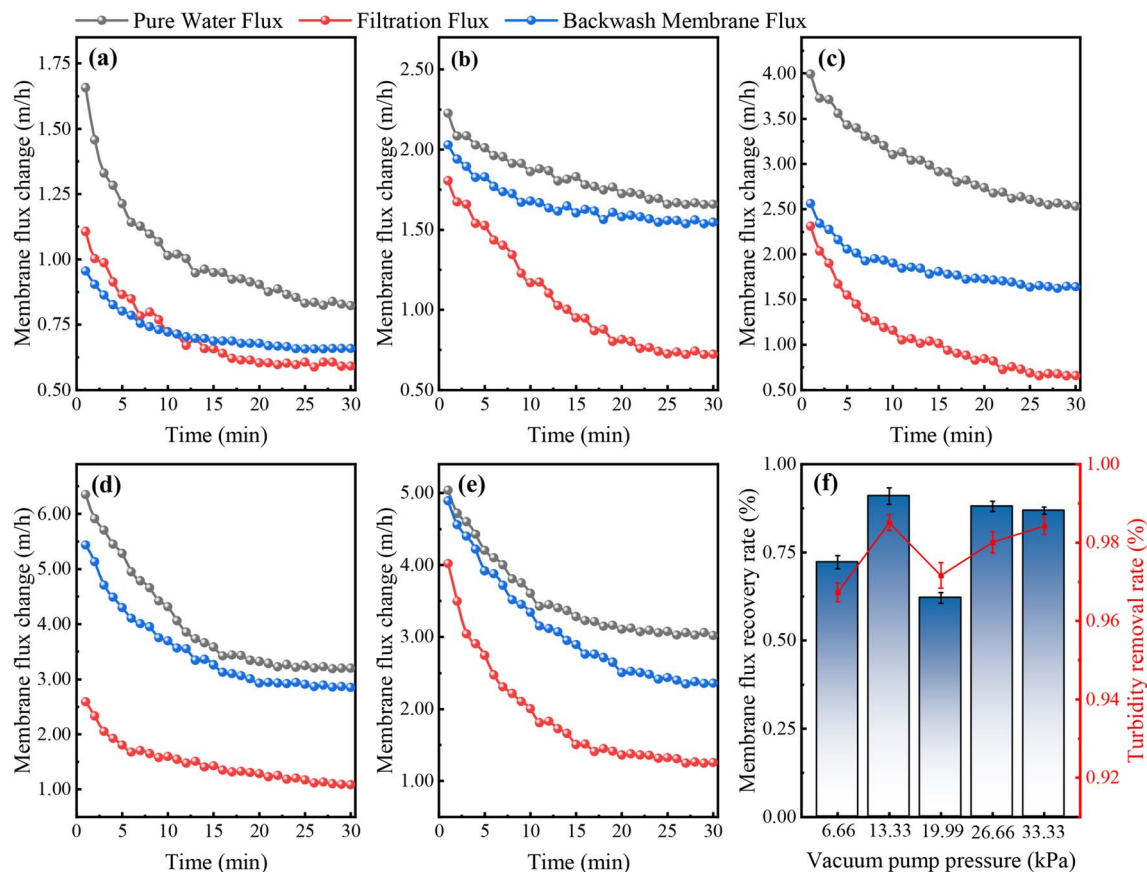 Pure Water Flux Filtration Flux Backwash Membrane Flux
(a)
Membrane flux change (m/h)
1.75
1.50
1.25
1.00
0.75
0.50
0 5 10 15 20 25 30
Time (min)
(b)
Membrane flux change (m/h)
2.50
2.00
1.50
1.00
0.50
0 5 10 15 20 25 30
Time (min)
(c)
Membrane flux change (m/h)
4.00
3.50
3.00
2.50
2.00
1.50
1.00
0.50
0 5 10 15 20 25 30
Time (min)
(d)
Membrane flux change (m/h)
6.00
5.00
4.00
3.00
2.00
1.00
0 5 10 15 20 25 30
Time (min)
(e)
Membrane flux change (m/h)
5.00
4.00
3.00
2.00
1.00
0 5 10 15 20 25 30
Time (min)
(f)
Membrane flux recovery rate (%)
1.00
0.75
0.50
0.25
0.00
6.66 13.33 19.99 26.66 33.33
Vacuum pump pressure (kPa)
1.00
0.98
0.96
0.94
0.92
Turbidity removal rate (%)